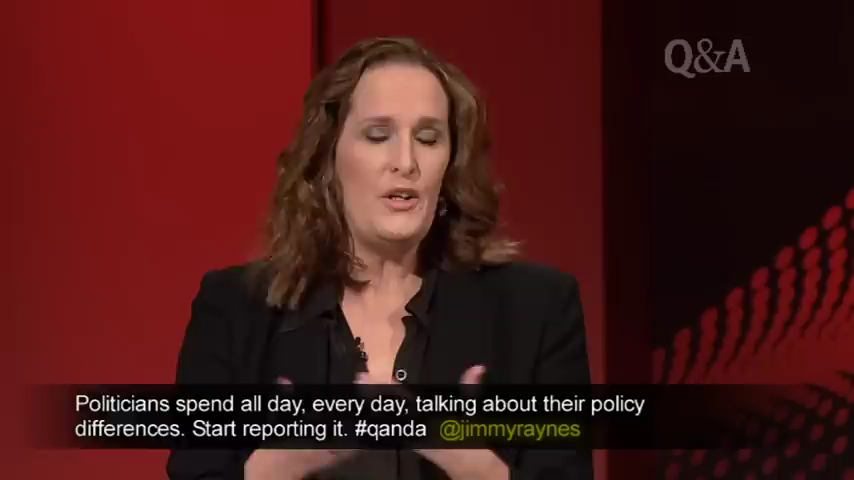 Q&A
Politicians spend all day, every day, talking about their policy
differences. Start reporting it. #qanda @jimmyraynes